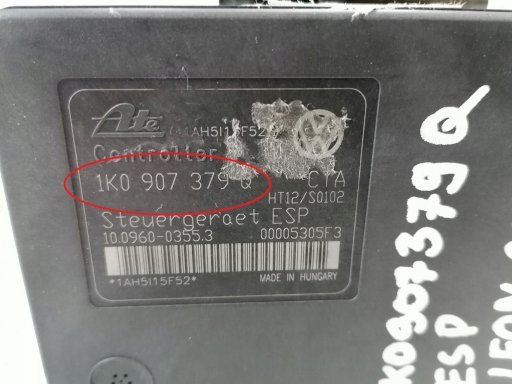 Ate *1AH5I15F52*
Controller
1K0 907 379 Q CYA
HT12/S0102
Steuergeraet ESP
10.0960-0355.3 00005305F3
*1AH5I15F52* MADE IN HUNGARY
1K0907379 Q
ESP
LEON